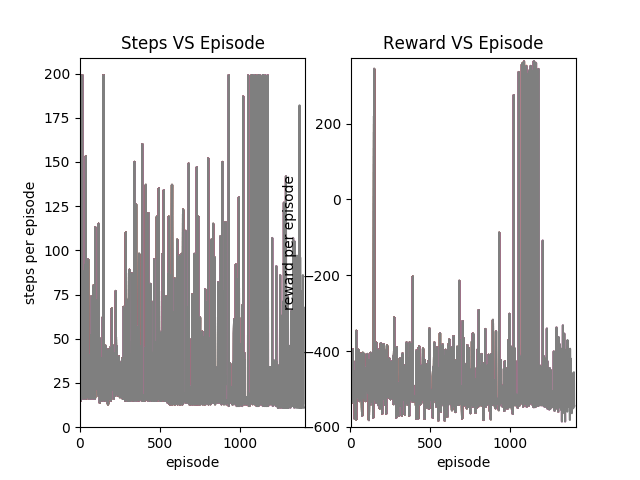 Steps VS Episode
steps per episode
200
175
150
125
100
75
50
25
0
0 500 1000
episode
Reward VS Episode
reward per episode
200
0
−200
−400
−600
0 500 1000
episode